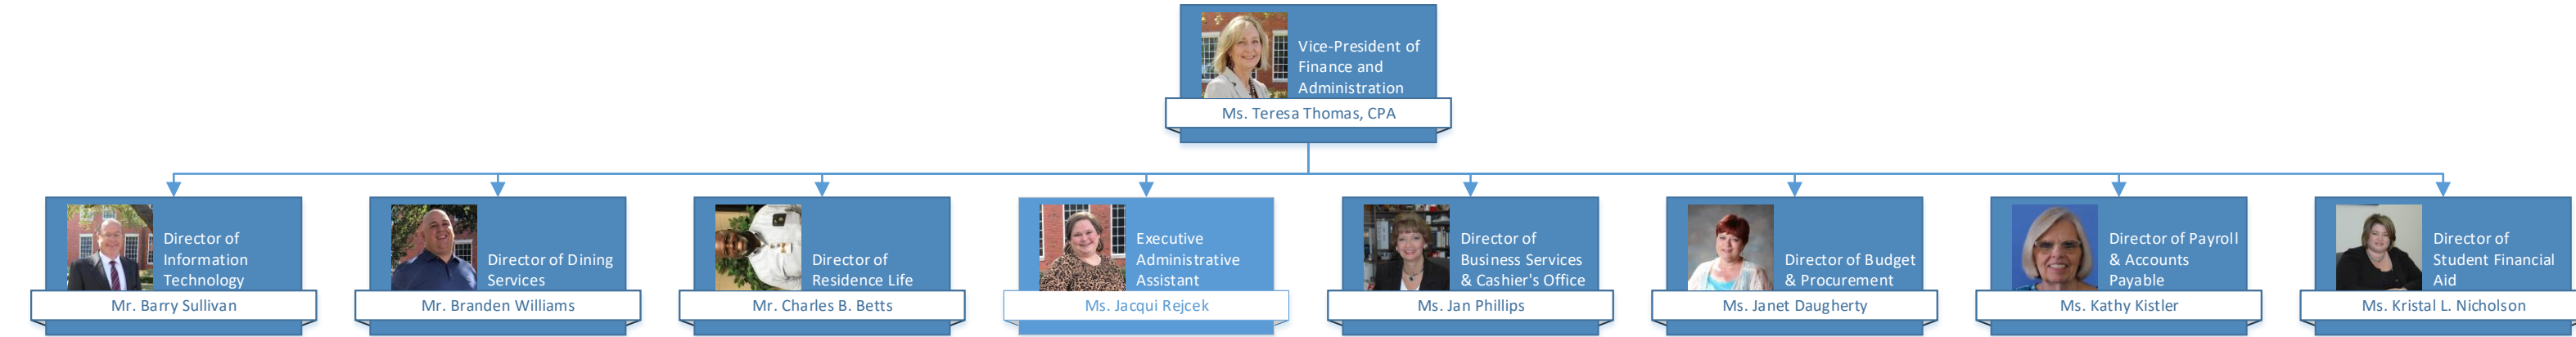 Vice-President of
Finance and
Administration
Ms. Teresa Thomas, CPA
Director of
Information
Technology
Mr. Barry Sullivan
Director of Dining
Services
Mr. Branden Williams
Director of
Residence Life
Mr. Charles B. Betts
Executive
Administrative
Assistant
Ms. Jacqui Rejcek
Director of
Business Services
& Cashier's Office
Ms. Jan Phillips
Director of Budget
& Procurement
Ms. Janet Daugherty
Director of Payroll
& Accounts
Payable
Ms. Kathy Kistler
Director of
Student Financial
Aid
Ms. Kristal L. Nicholson